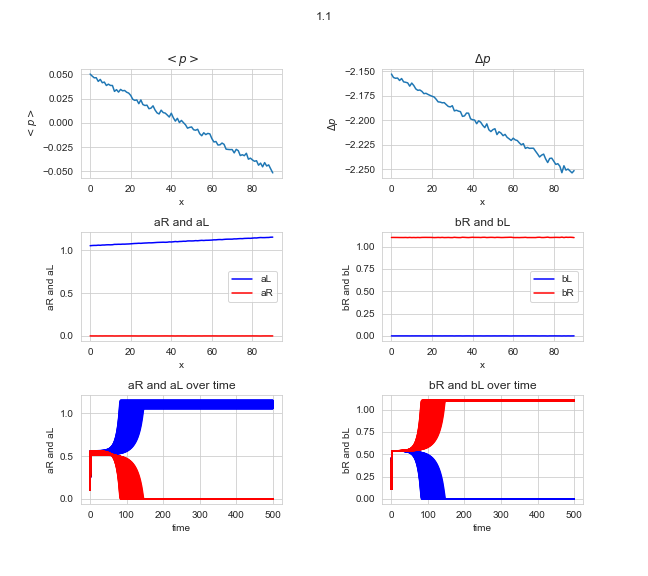 1.1
< p >
Δp
0.050
0.025
0.000
−0.025
−0.050
< p >
0 20 40 60 80
x
−2.150
−2.175
−2.200
−2.225
−2.250
Δp
0 20 40 60 80
x
aR and aL
bR and bL
1.0
0.5
0.0
aR and aL
aL
aR
0 20 40 60 80
x
1.00
0.75
0.50
0.25
0.00
bR and bL
bL
bR
0 20 40 60 80
x
aR and aL over time
bR and bL over time
1.0
0.5
0.0
aR and aL
0 100 200 300 400 500
time
1.00
0.75
0.50
0.25
0.00
bR and bL
0 100 200 300 400 500
time